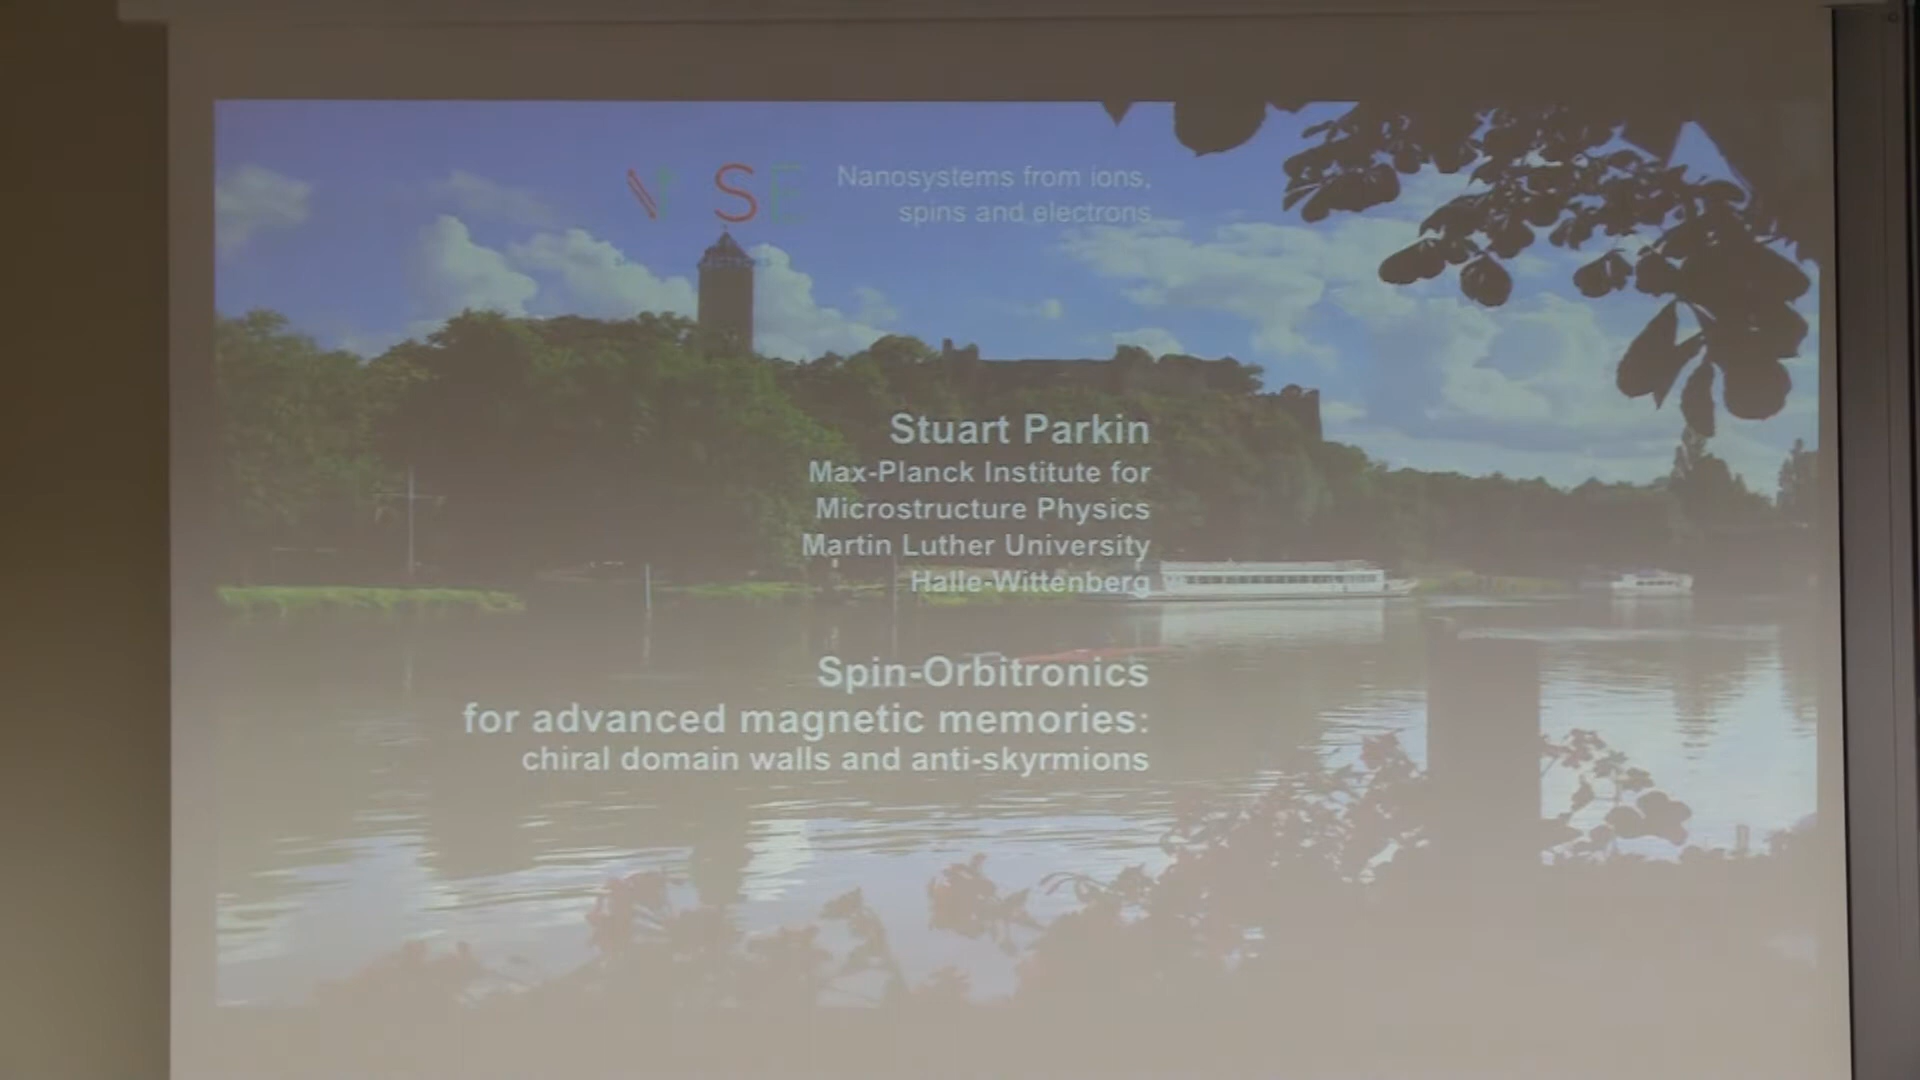 Nanosystems from ions,
spins and electrons
Stuart Parkin
Max-Planck Institute for
Microstructure Physics
Martin Luther University
Halle-Wittenberg
Spin-Orbitronics
for advanced magnetic memories:
chiral domain walls and anti-skyrmions